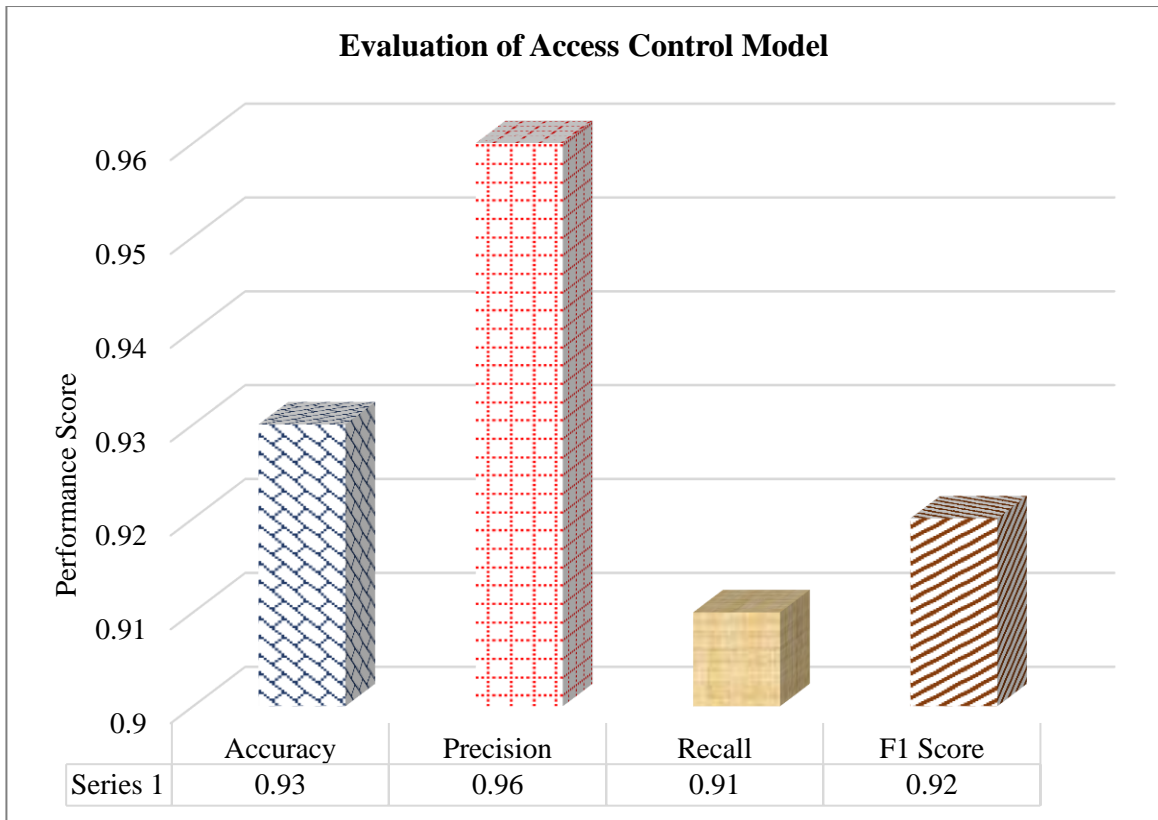 Evaluation of Access Control Model
Performance Score
0.96
0.95
0.94
0.93
0.92
0.91
0.9
Accuracy Precision Recall F1 Score
Series 1 0.93 0.96 0.91 0.92